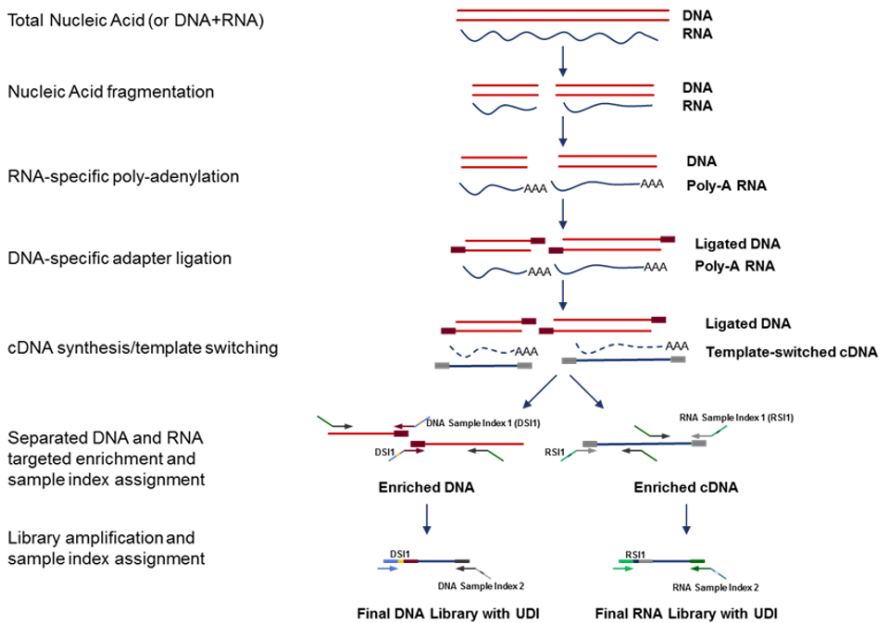 Total Nucleic Acid (or DNA+RNA)
DNA
RNA
Nucleic Acid fragmentation
DNA
RNA
RNA-specific poly-adenylation
DNA
AAA
AAA
Poly-A RNA
DNA-specific adapter ligation
Ligated DNA
AAA
AAA
Poly-A RNA
cDNA synthesis/template switching
Ligated DNA
AAA
AAA
Template-switched cDNA
Separated DNA and RNA
targeted enrichment and
sample index assignment
DNA Sample Index 1 (DSI1)
DSI1
Enriched DNA
RNA Sample Index 1 (RSI1)
RSI1
Enriched cDNA
Library amplification and
sample index assignment
DSI1
DNA Sample Index 2
Final DNA Library with UDI
RSI1
RNA Sample Index 2
Final RNA Library with UDI